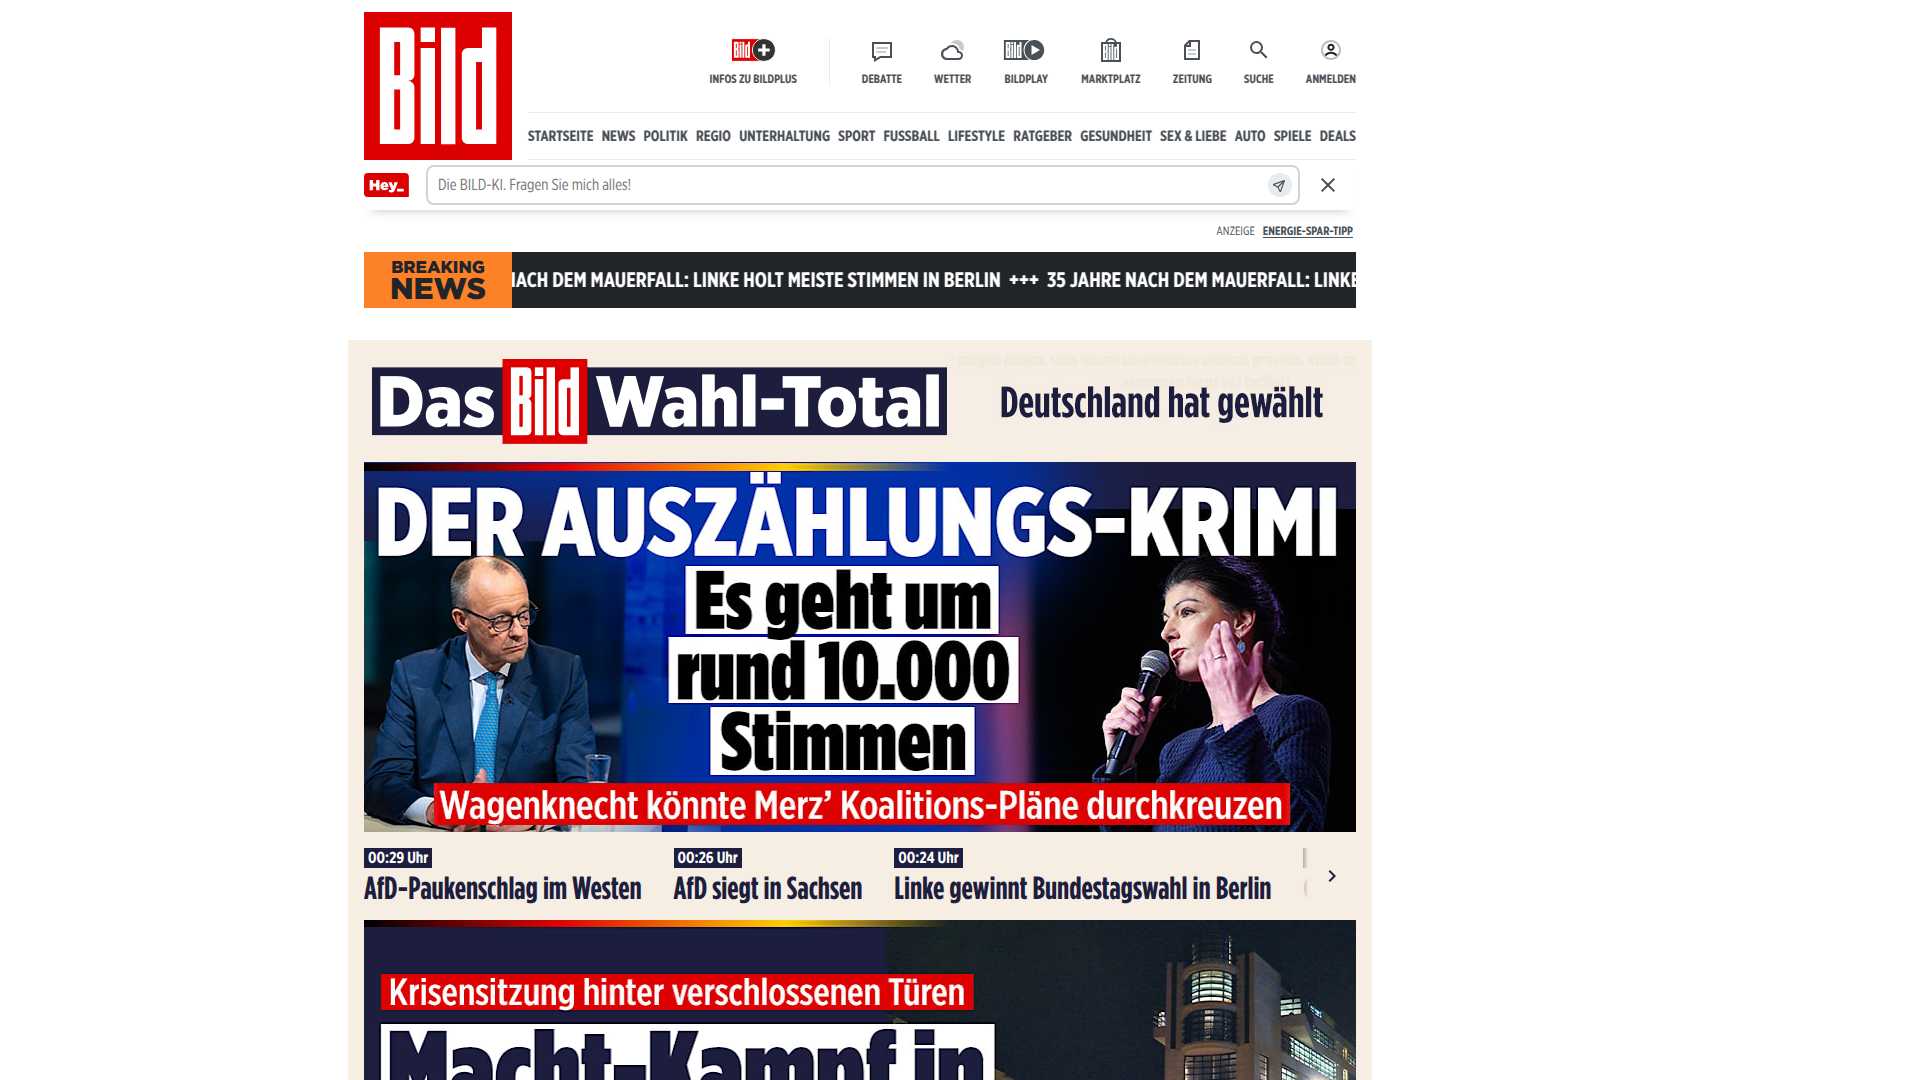 Bild
Bild
INFOS ZU BILDPLUS
DEBATTE
WETTER
Bild
BILDPLAY
Bild
MARKTPLATZ
ZEITUNG
SUCHE
ANMELDEN
STARTSEITE NEWS POLITIK REGIO UNTERHALTUNG SPORT FUSSBALL LIFESTYLE RATGEBER GESUNDHEIT SEX & LIEBE AUTO SPIELE DEALS
Hey_
Die BILD-KI. Fragen Sie mich alles!
ANZEIGE ENERGIE-SPAR-TIPP
BREAKING
NEWS
NACH DEM MAUERFALL: LINKE HOLT MEISTE STIMMEN IN BERLIN +++ 35 JAHRE NACH DEM MAUERFALL: LINKE
Das Bild Wahl-Total
Deutschland hat gewählt
DER AUSZÄHLUNGS-KRIMI
Es geht um
rund 10.000
Stimmen
Wagenknecht könnte Merz’ Koalitions-Pläne durchkreuzen
00:29 Uhr
AfD-Paukenschlag im Westen
00:26 Uhr
AfD siegt in Sachsen
00:24 Uhr
Linke gewinnt Bundestagswahl in Berlin
Krisensitzung hinter verschlossenen Türen
Macht-Kampf in